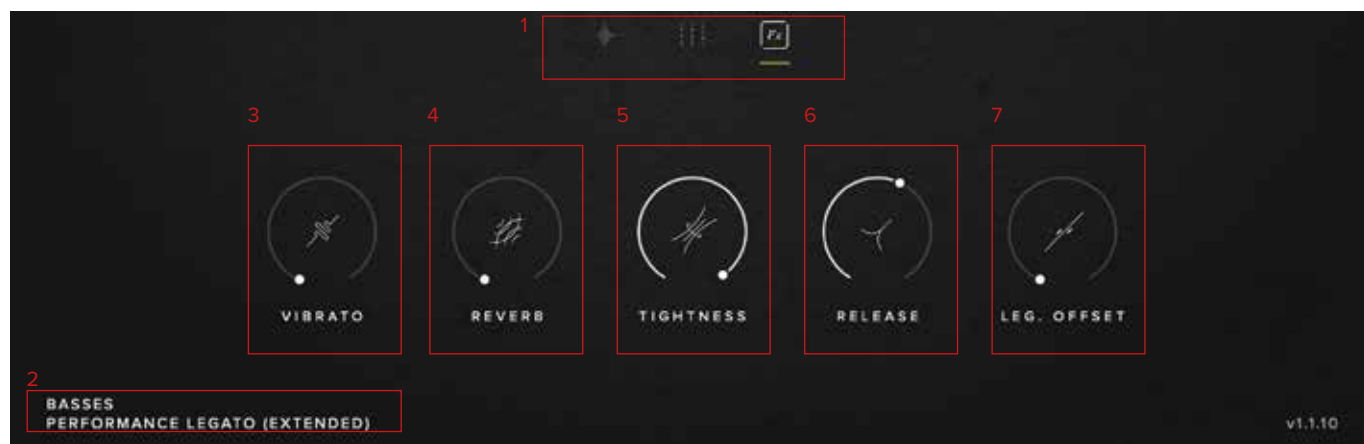 1
Fx
3
4
5
6
7
VIBRATO
REVERB
TIGHTNESS
RELEASE
LEG. OFFSET
2
BASSES
PERFORMANCE LEGATO (EXTENDED)
v1.1.10